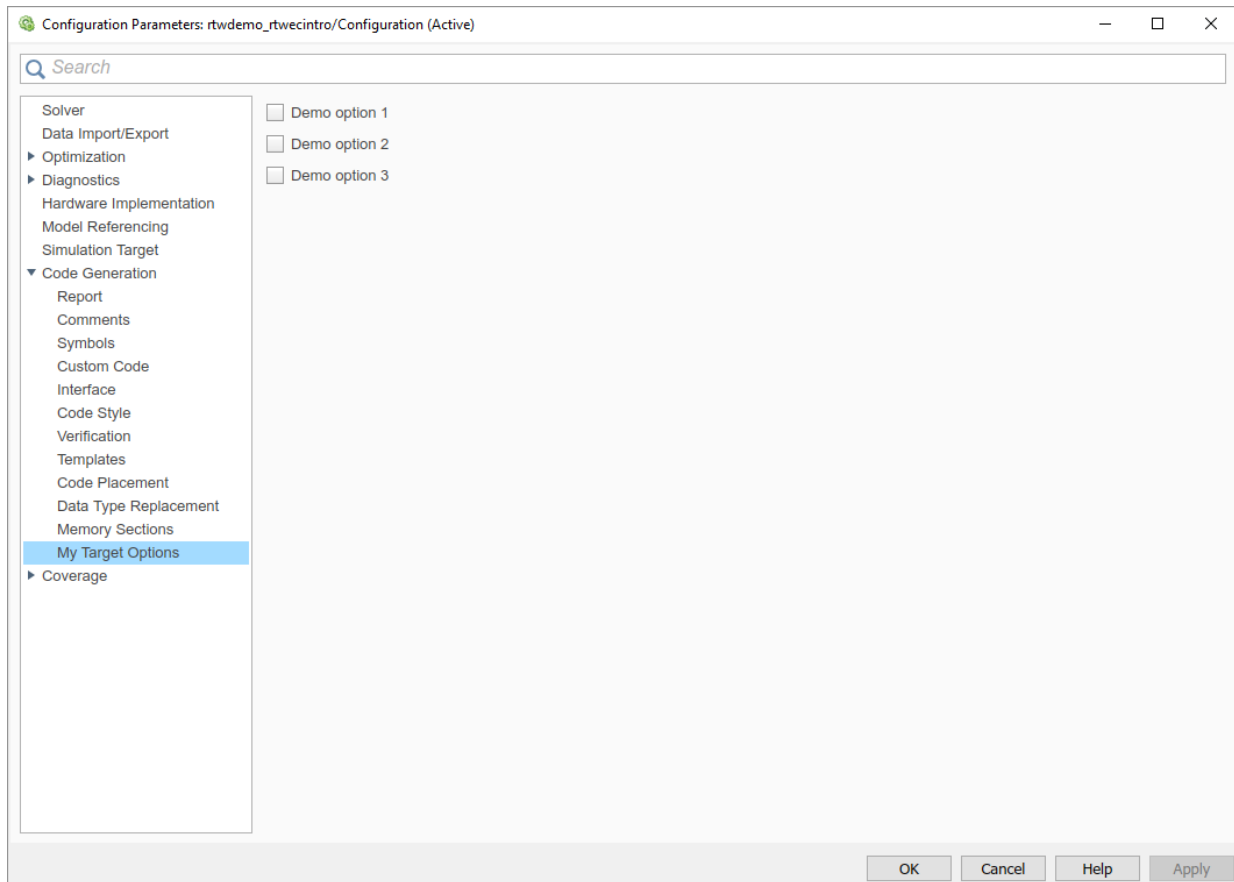 Configuration Parameters: rtwdemo_rtwecintro/Configuration (Active)
Search
Solver
Data Import/Export
Optimization
Diagnostics
Hardware Implementation
Model Referencing
Simulation Target
Code Generation
Report
Comments
Symbols
Custom Code
Interface
Code Style
Verification
Templates
Code Placement
Data Type Replacement
Memory Sections
My Target Options
Coverage
Demo option 1
Demo option 2
Demo option 3
OK Cancel Help Apply